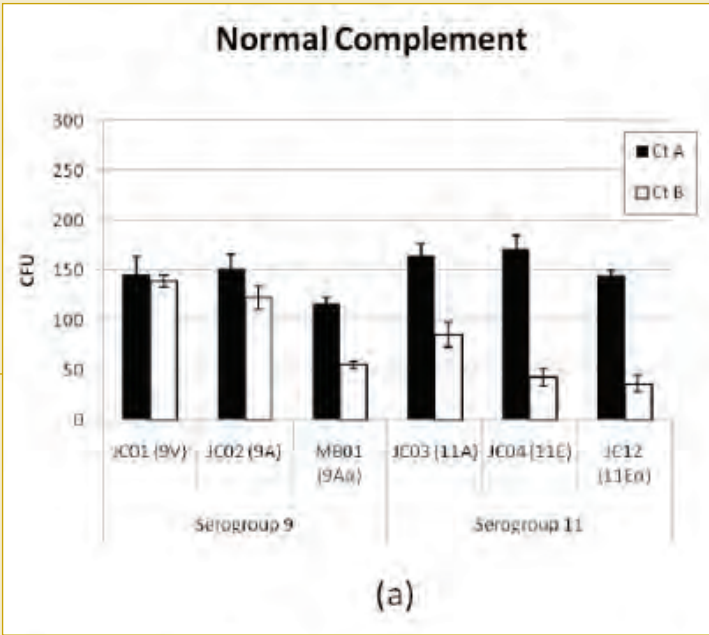 Normal Complement
300
250
200
150
100
50
0
CFU
Ct A
Ct B
JC01 (9V)
JC02 (9A)
MB01
(9Aα)
JC03 (11A)
JC04 (11E)
JC12
(11Eα)
Serogroup 9
Serogroup 11
(a)